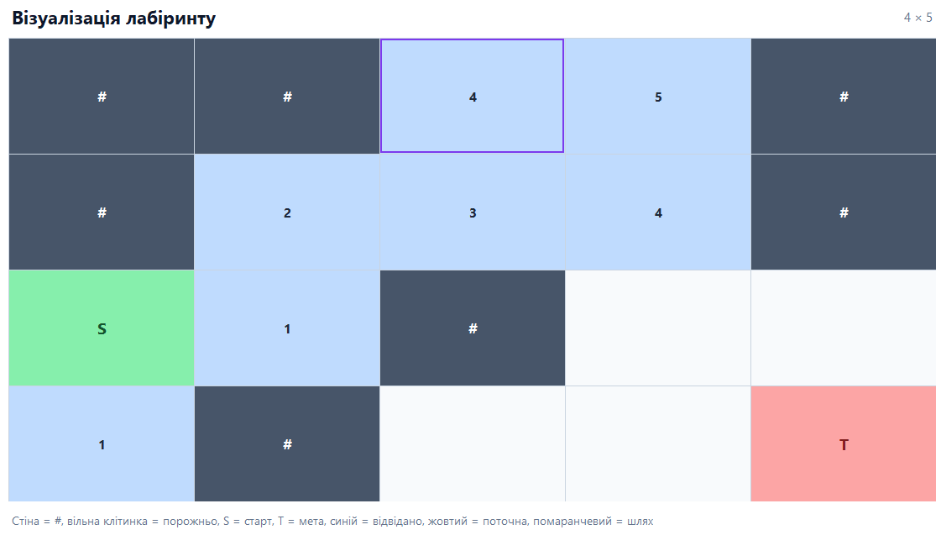 Візуалізація лабіринту 4 × 5
# # 4 5 #
# 2 3 4 #
S 1 #
1 # T
Стіна = #, вільна клітинка = порожньо, S = старт, T = мета, синій = відвідано, жовтий = поточна, помаранчевий = шлях